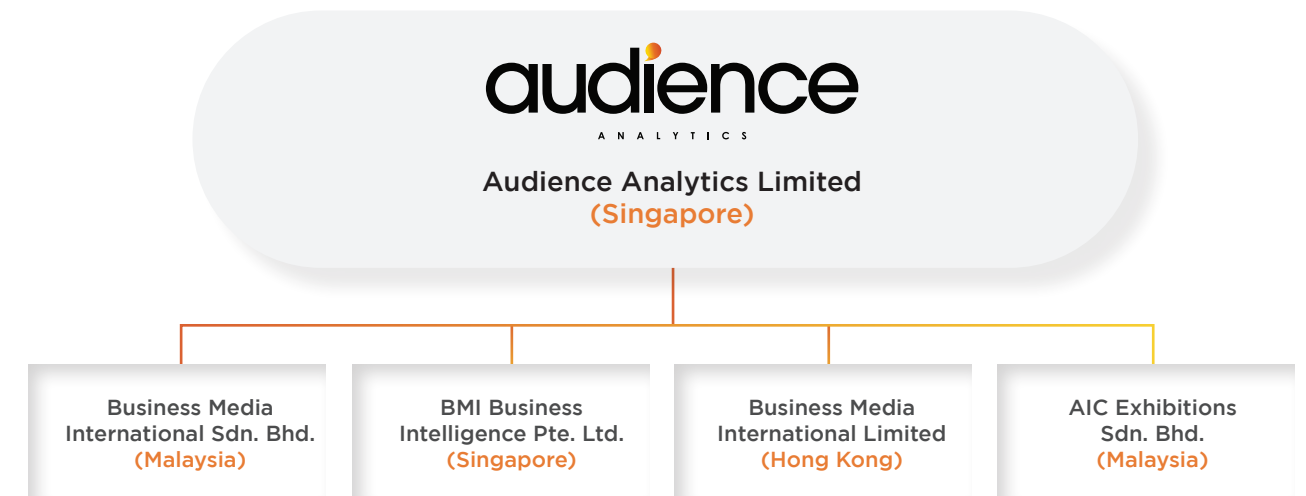 audience
ANALYTICS
Audience Analytics Limited
(Singapore)
Business Media
International Sdn. Bhd.
(Malaysia)
BMI Business
Intelligence Pte. Ltd.
(Singapore)
Business Media
International Limited
(Hong Kong)
AIC Exhibitions
Sdn. Bhd.
(Malaysia)